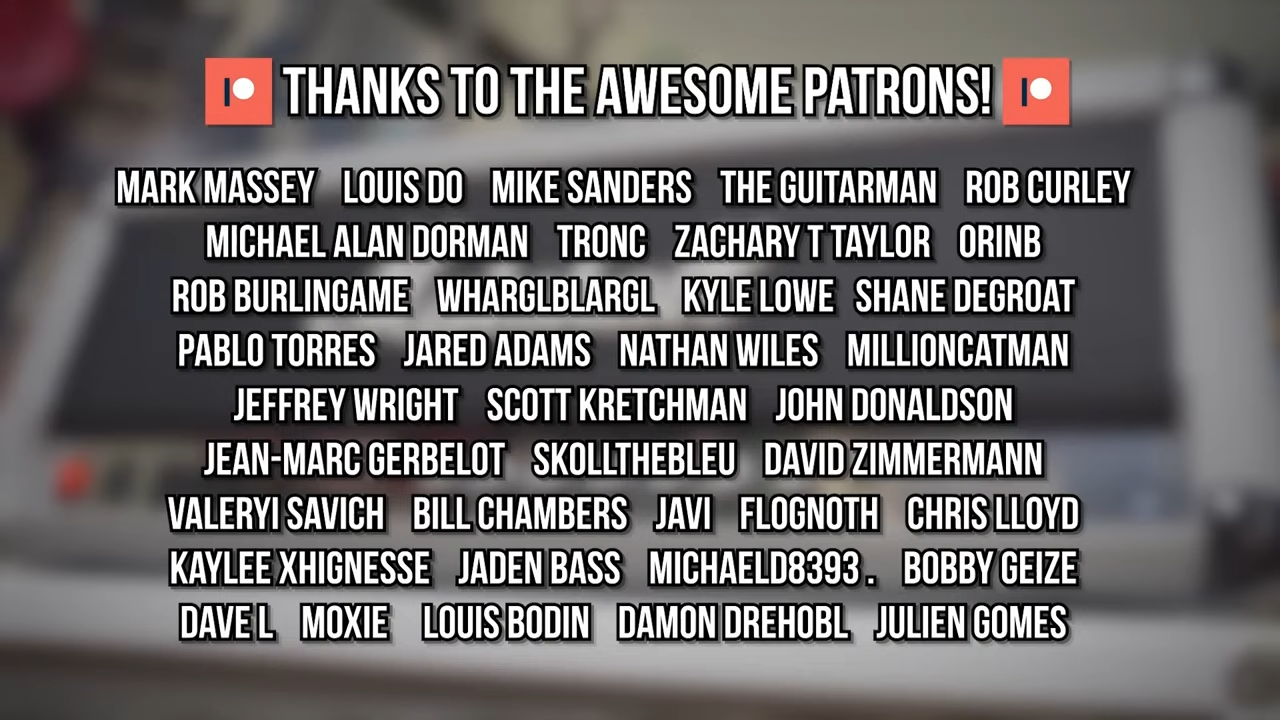 THANKS TO THE AWESOME PATRONS!
MARK MASSEY LOUIS DO MIKE SANDERS THE GUITARMAN ROB CURLEY
MICHAEL ALAN DORMAN TRONC ZACHARY T TAYLOR ORINB
ROB BURLINGAME WHARGLBLARGL KYLE LOWE SHANE DEGROAT
PABLO TORRES JARED ADAMS NATHAN WILES MILLIONCATMAN
JEFFREY WRIGHT SCOTT KRETCHMAN JOHN DONALDSON
JEAN-MARC GERBELOT SKOLLTHEBLEU DAVID ZIMMERMANN
VALERYI SAVICH BILL CHAMBERS JAVI FLOGNOTH CHRIS LLOYD
KAYLEE XHIGNESSE JADEN BASS MICHAELD8393 . BOBBY GEIZE
DAVE L MOXIE LOUIS BODIN DAMON DREHOBL JULIEN GOMES